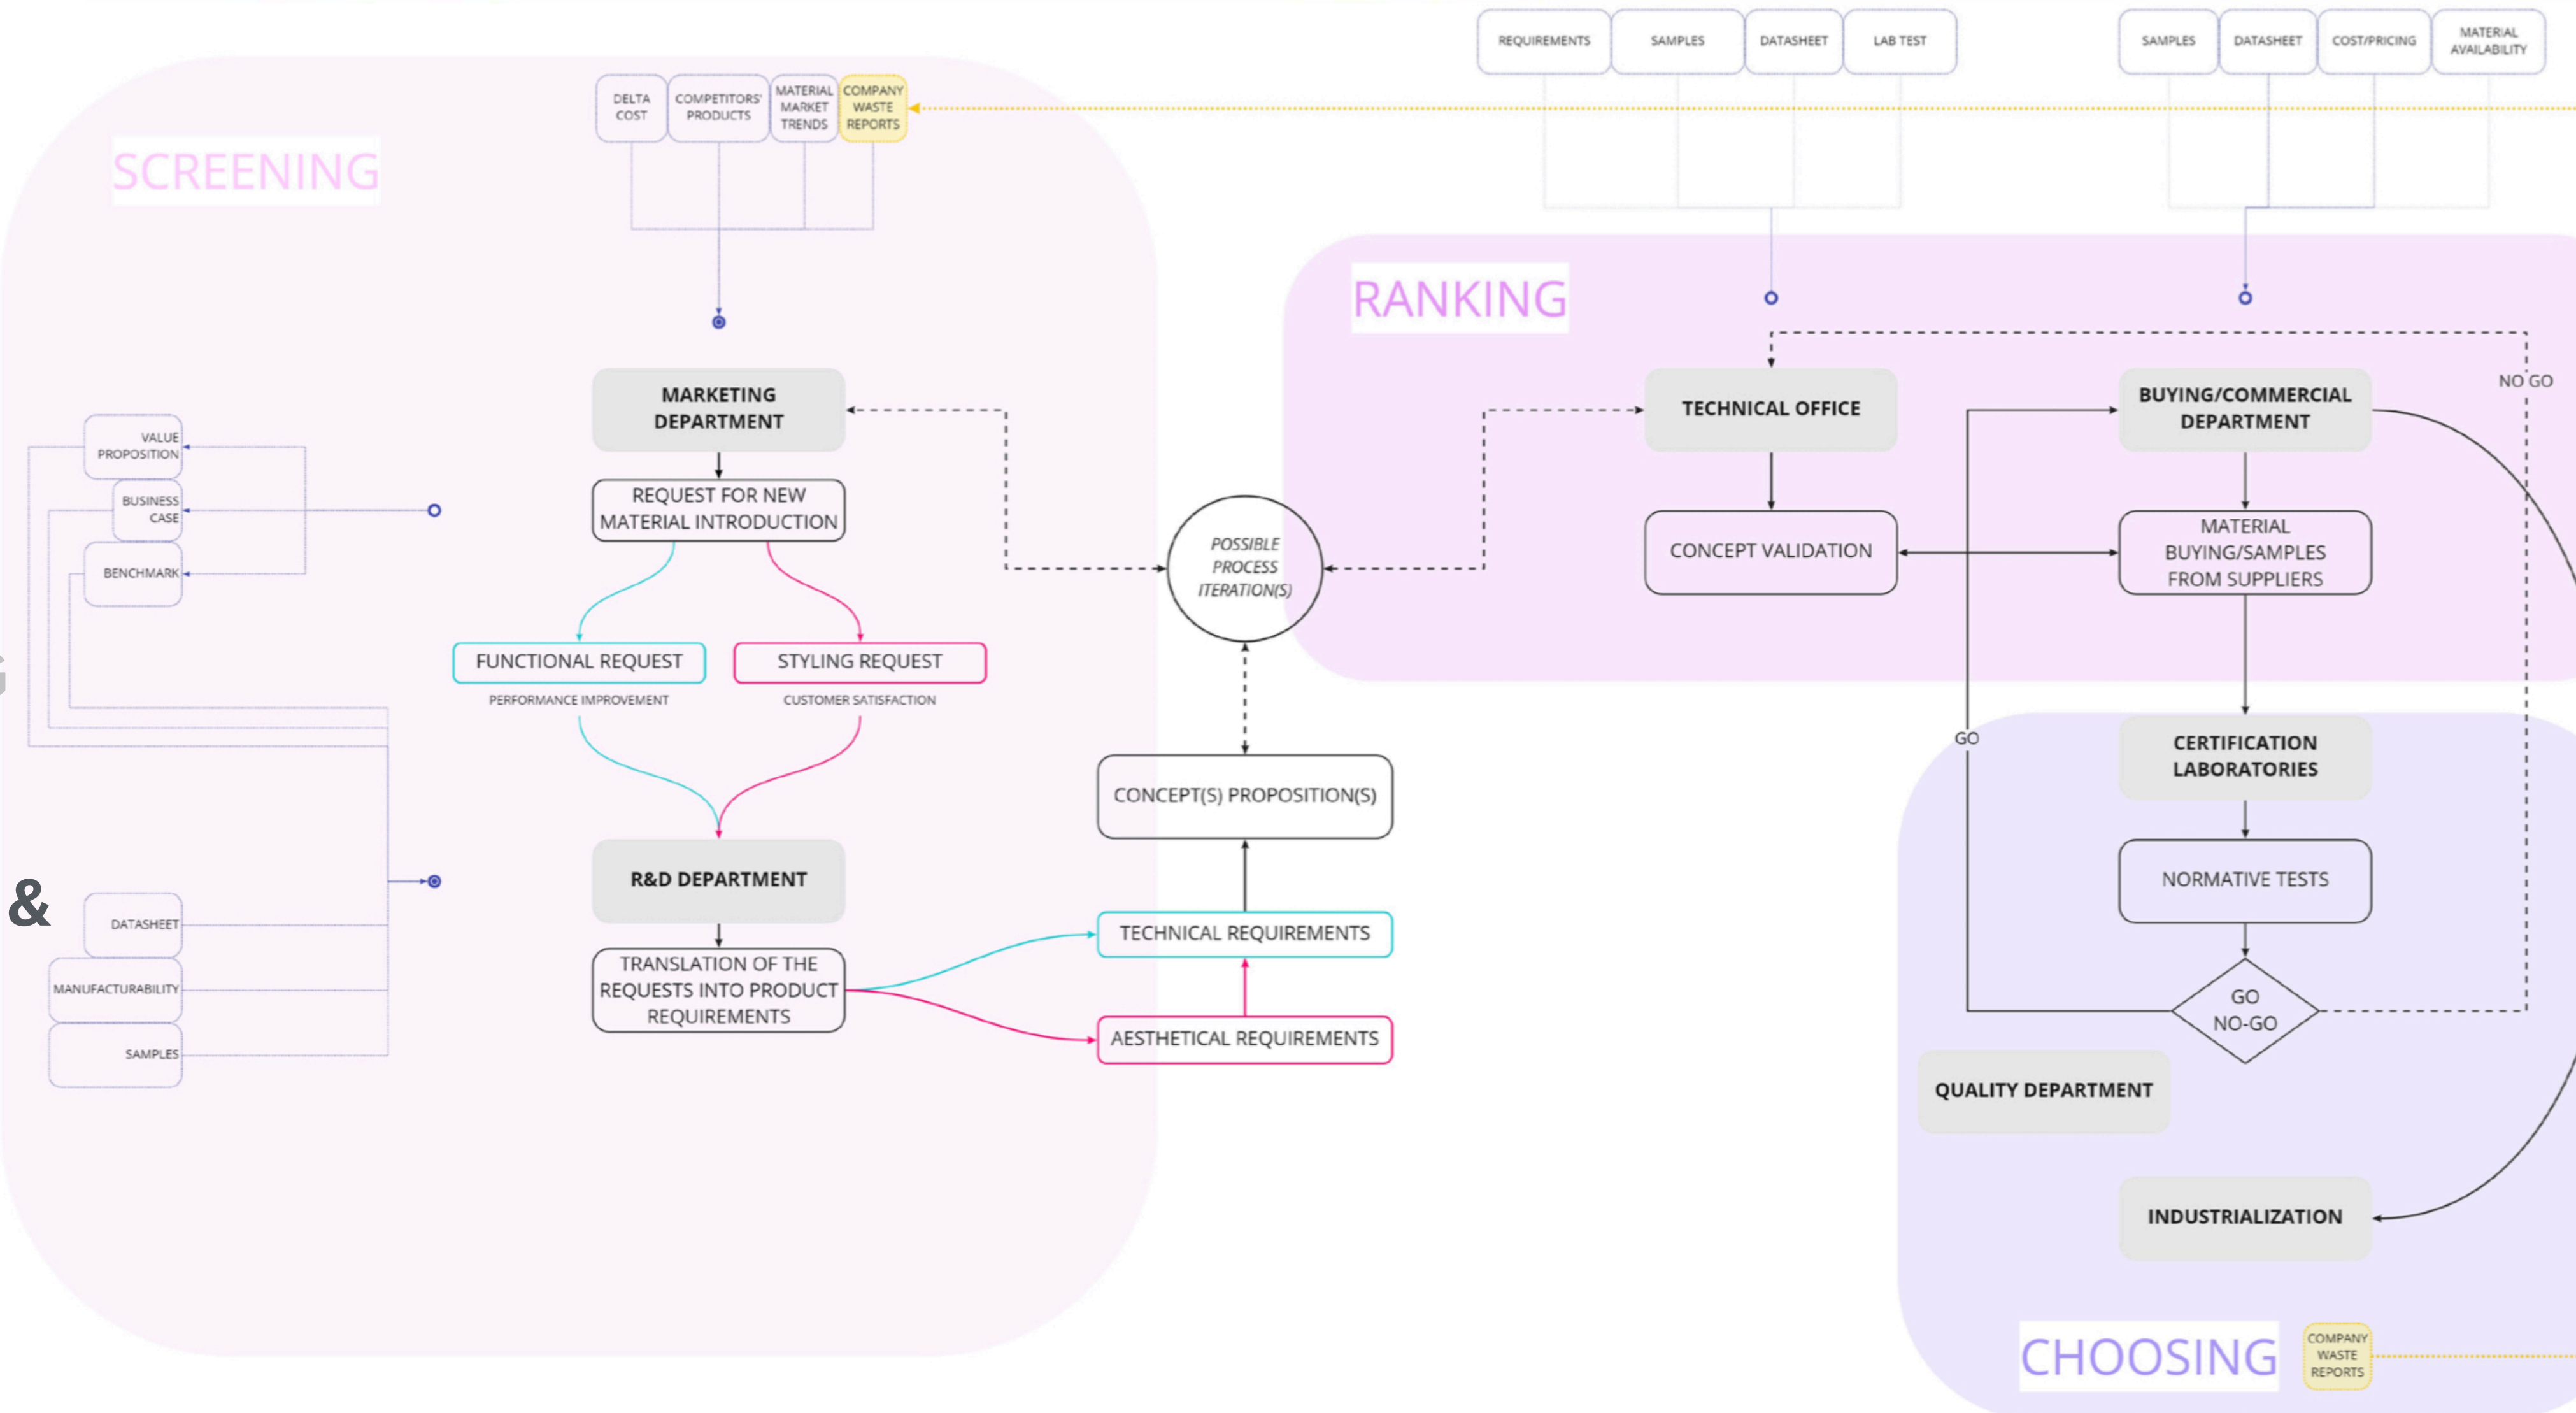 REQUIREMENTS
SAMPLES
DATASHEET
LAB TEST
SAMPLES
DATASHEET
COST/PRICING
MATERIAL
AVAILABILITY
DELTA
COST
COMPETITORS'
PRODUCTS
MATERIAL
MARKET
TRENDS
COMPANY
WASTE
REPORTS
SCREENING
RANKING
MARKETING
DEPARTMENT
REQUEST FOR NEW
MATERIAL INTRODUCTION
VALUE
PROPOSITION
BUSINESS
CASE
BENCHMARK
FUNCTIONAL REQUEST
PERFORMANCE IMPROVEMENT
STYLING REQUEST
CUSTOMER SATISFACTION
R&D DEPARTMENT
TRANSLATION OF THE
REQUESTS INTO PRODUCT
REQUIREMENTS
&
DATASHEET
MANUFACTURABILITY
SAMPLES
POSSIBLE
PROCESS
ITERATION(S)
CONCEPT(S) PROPOSITION(S)
TECHNICAL REQUIREMENTS
AESTHETICAL REQUIREMENTS
TECHNICAL OFFICE
CONCEPT VALIDATION
BUYING/COMMERCIAL
DEPARTMENT
MATERIAL
BUYING/SAMPLES
FROM SUPPLIERS
NO GO
GO
CERTIFICATION
LABORATORIES
NORMATIVE TESTS
GO
NO-GO
QUALITY DEPARTMENT
INDUSTRIALIZATION
CHOOSING
COMPANY
WASTE
REPORTS